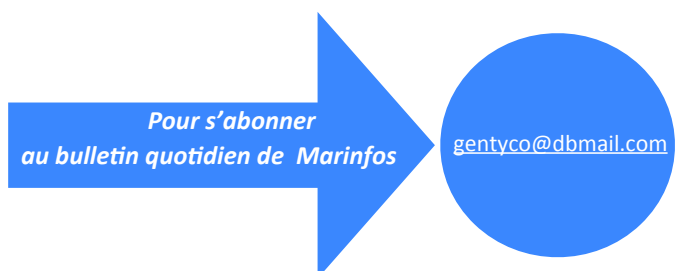 Pour s’abonner
au bulletin quotidien de Marinfos
gentyco@dbmail.com